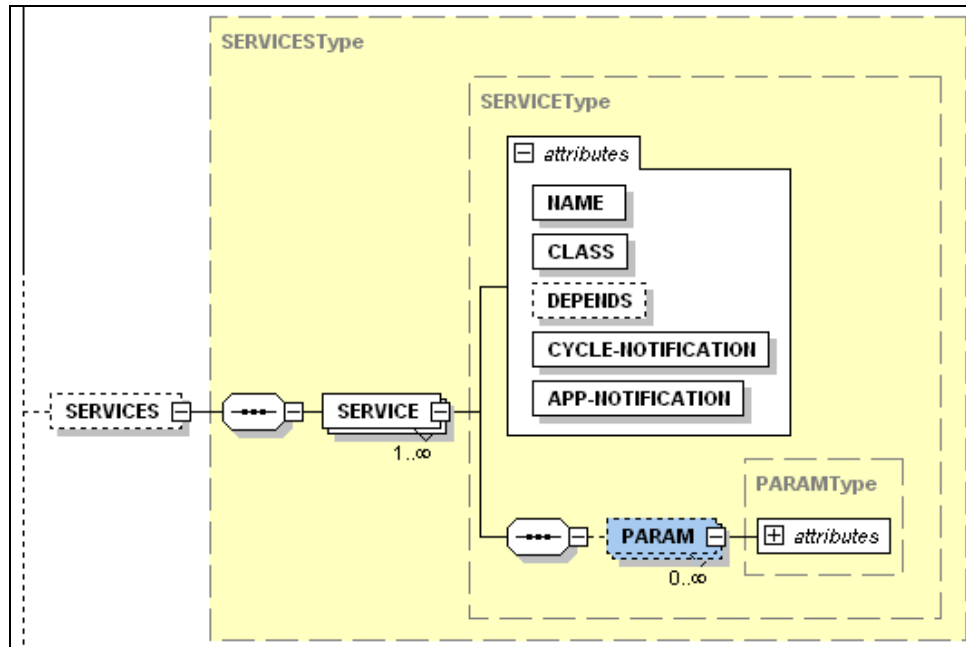 SERVICESType
SERVICEType
attributes
NAME
CLASS
DEPENDS
CYCLE-NOTIFICATION
APP-NOTIFICATION
SERVICES
SERVICE
1..∞
PARAMType
PARAM
attributes
0..∞